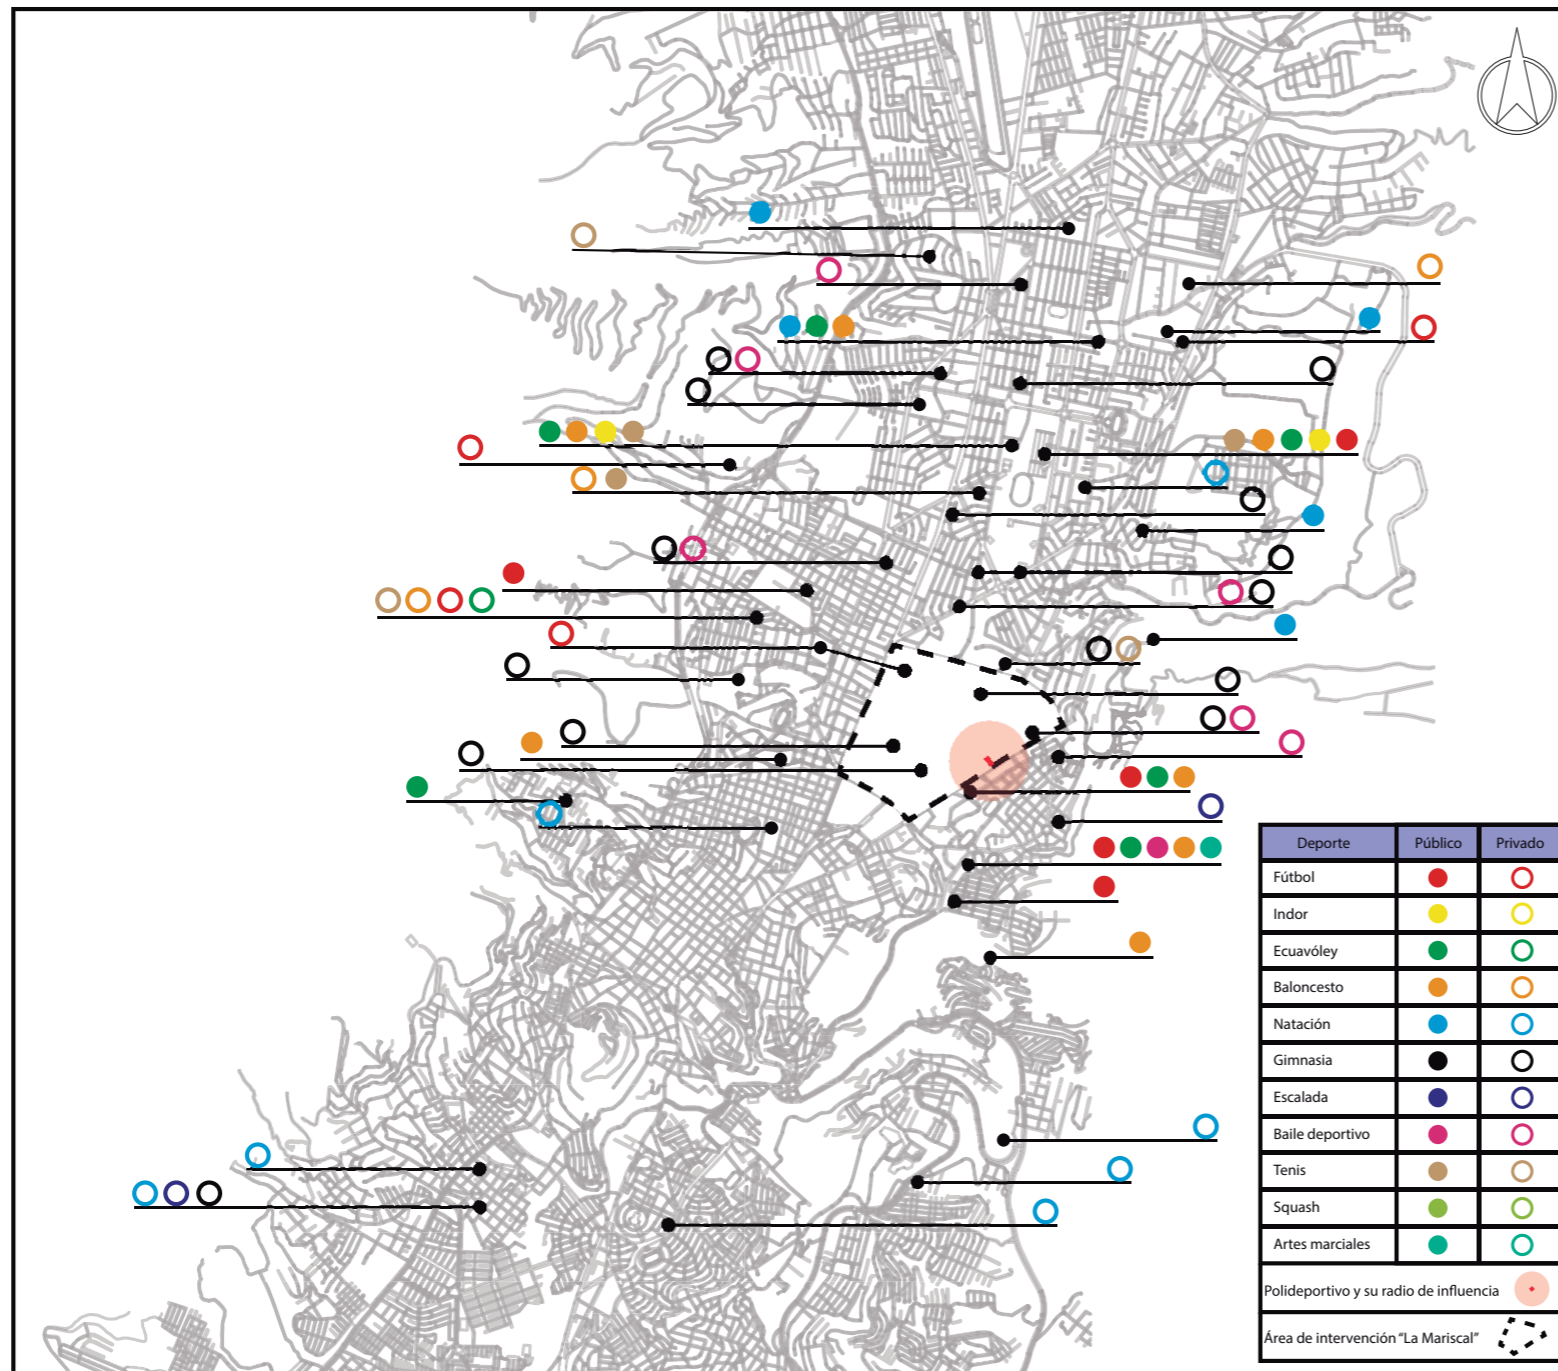 Deporte Público Privado
Fútbol
Indor
Ecuavóley
Baloncesto
Natación
Gimnasia
Escalada
Baile deportivo
Tenis
Squash
Artes marciales
Polideportivo y su radio de influencia
Área de intervención "La Mariscal"